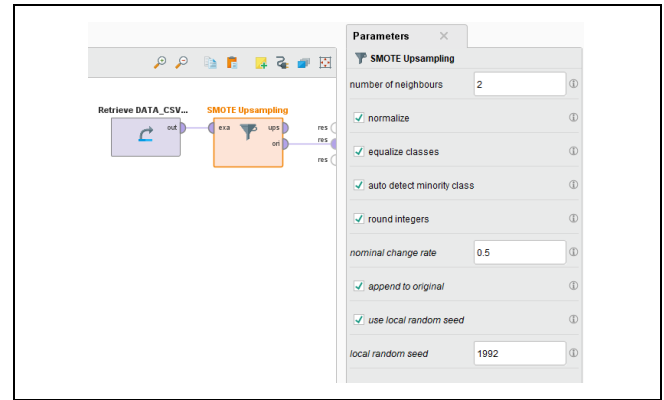 Parameters
SMOTE Upsampling
number of neighbours 2
Retrieve DATA_CSV... SMOTE Upsampling
out exa ups res
ori res
res
normalize
equalize classes
auto detect minority class
round integers
nominal change rate 0.5
append to original
use local random seed
local random seed 1992